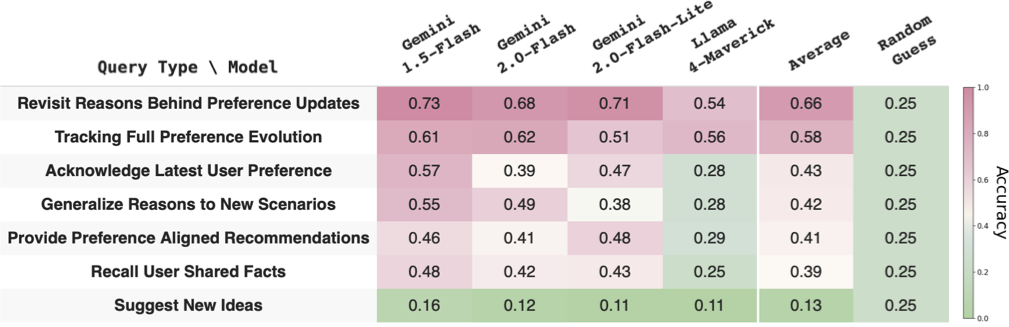 Gemini 1.5-Flash Gemini 2.0-Flash Gemini 2.0-Flash-Lite Llama 4-Maverick Average Random Guess
Query Type \ Model
Revisit Reasons Behind Preference Updates 0.73 0.68 0.71 0.54 0.66 0.25
Tracking Full Preference Evolution 0.61 0.62 0.51 0.56 0.58 0.25
Acknowledge Latest User Preference 0.57 0.39 0.47 0.28 0.43 0.25
Generalize Reasons to New Scenarios 0.55 0.49 0.38 0.28 0.42 0.25
Provide Preference Aligned Recommendations 0.46 0.41 0.48 0.29 0.41 0.25
Recall User Shared Facts 0.48 0.42 0.43 0.25 0.39 0.25
Suggest New Ideas 0.16 0.12 0.11 0.11 0.13 0.25
1.0
0.8
0.6
0.4
0.2
0.0
Accuracy